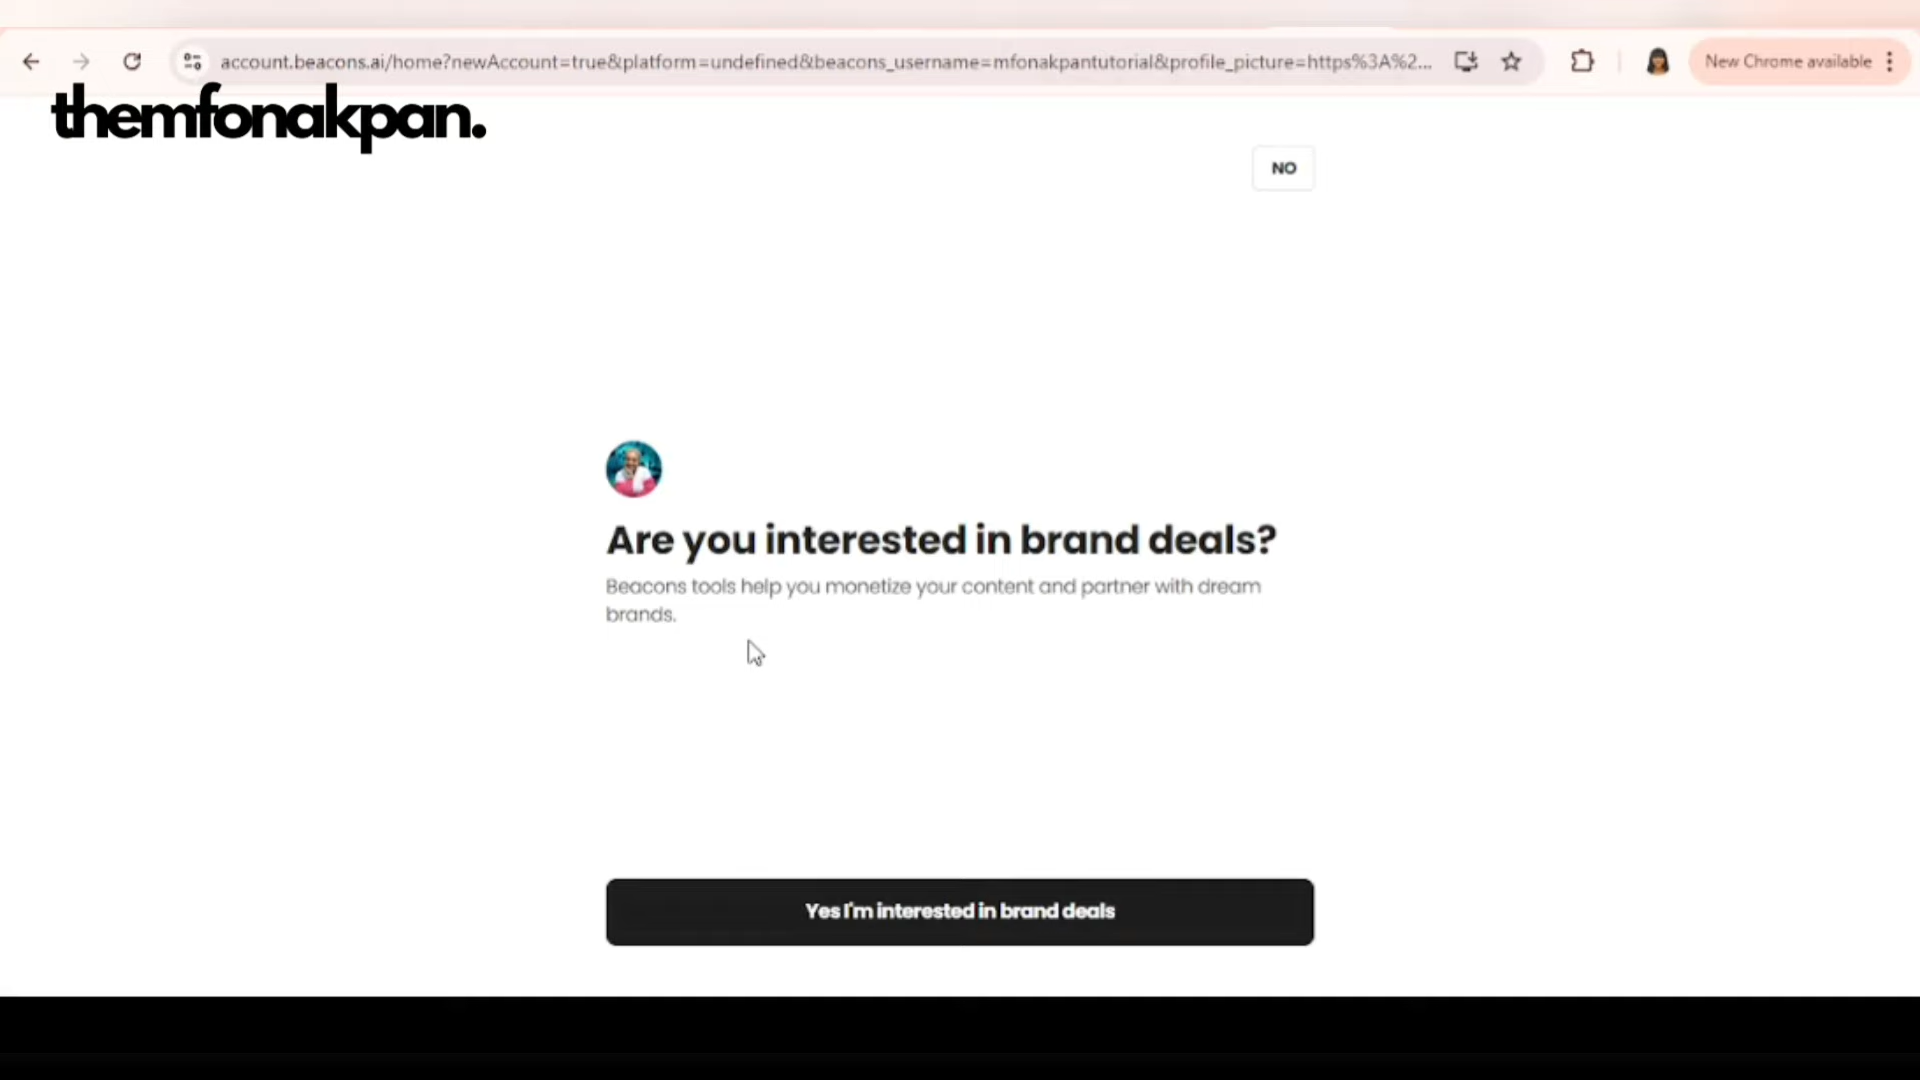 account.beacons.ai/home?newAccount=true&platform=undefined&beacons_username=mfonakpantutorial&profile_picture=https%3A%2...
New Chrome available
themfonakpan.
NO
Are you interested in brand deals?
Beacons tools help you monetize your content and partner with dream
brands.
Yes I'm interested in brand deals